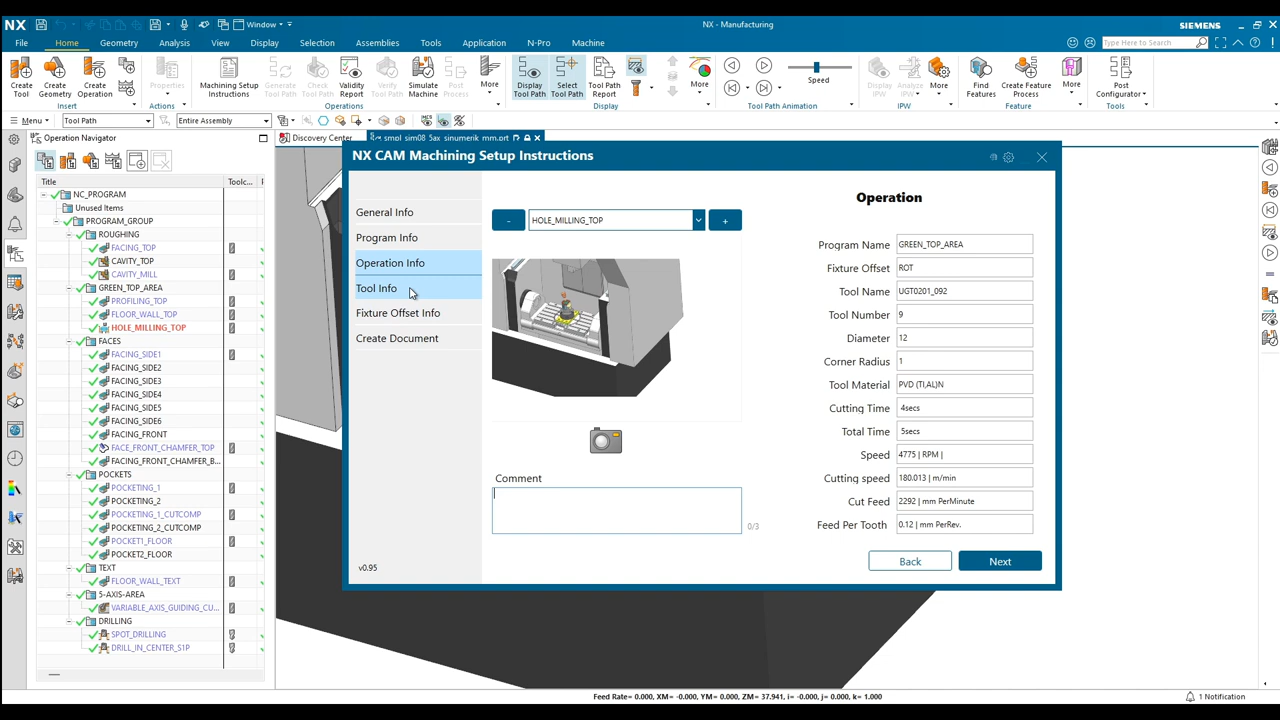 NX
Window
NX - Manufacturing
SIEMENS
File
Home
Geometry
Analysis
View
Display
Selection
Assemblies
Tools
Application
N-Pro
Machine
Type Here to Search
Create Tool
Create Geometry
Create Operation
Properties
Machining Setup Instructions
Generate Tool Path
Check Tool Path
Validity Report
Verify Tool Path
Simulate Machine
Post Process
More
Display Tool Path
Select Tool Path
Tool Path Report
More
Speed
Display IPW
Analyze IPW
More
Find Features
Create Feature Process
More
Post Configurator
Insert
Actions
Operations
Display
Tool Path Animation
IPW
Feature
Tools
Menu
Tool Path
Entire Assembly
Operation Navigator
Discovery Center
smpl_sim08_5ax_sinumerik_mm.prt
Title
Toolc...
NC_PROGRAM
Unused Items
PROGRAM_GROUP
ROUGHING
FACING_TOP
CAVITY_TOP
CAVITY_MILL
GREEN_TOP_AREA
PROFILING_TOP
FLOOR_WALL_TOP
HOLE_MILLING_TOP
FACES
FACING_SIDE1
FACING_SIDE2
FACING_SIDE3
FACING_SIDE4
FACING_SIDE5
FACING_SIDE6
FACING_FRONT
FACE_FRONT_CHAMFER_TOP
FACING_FRONT_CHAMFER_B...
POCKETS
POCKETING_1
POCKETING_2
POCKETING_1_CUTCOMP
POCKETING_2_CUTCOMP
POCKET1_FLOOR
POCKET2_FLOOR
TEXT
FLOOR_WALL_TEXT
5-AXIS-AREA
VARIABLE_AXIS_GUIDING_CU...
DRILLING
SPOT_DRILLING
DRILL_IN_CENTER_S1P
NX CAM Machining Setup Instructions
General Info
Program Info
Operation Info
Tool Info
Fixture Offset Info
Create Document
v0.95
-
HOLE_MILLING_TOP
+
Comment
0/3
Operation
Program Name GREEN_TOP_AREA
Fixture Offset ROT
Tool Name UGT0201_092
Tool Number 9
Diameter 12
Corner Radius 1
Tool Material PVD (TI,AL)N
Cutting Time 4secs
Total Time 5secs
Speed 4775 | RPM |
Cutting speed 180.013 | m/min
Cut Feed 2292 | mm PerMinute
Feed Per Tooth 0.12 | mm PerRev.
Back
Next
Feed Rate= 0.000, XM= -0.000, YM= 0.000, ZM= 37.941, i= -0.000, j= 0.000, k= 1.000
1 Notification